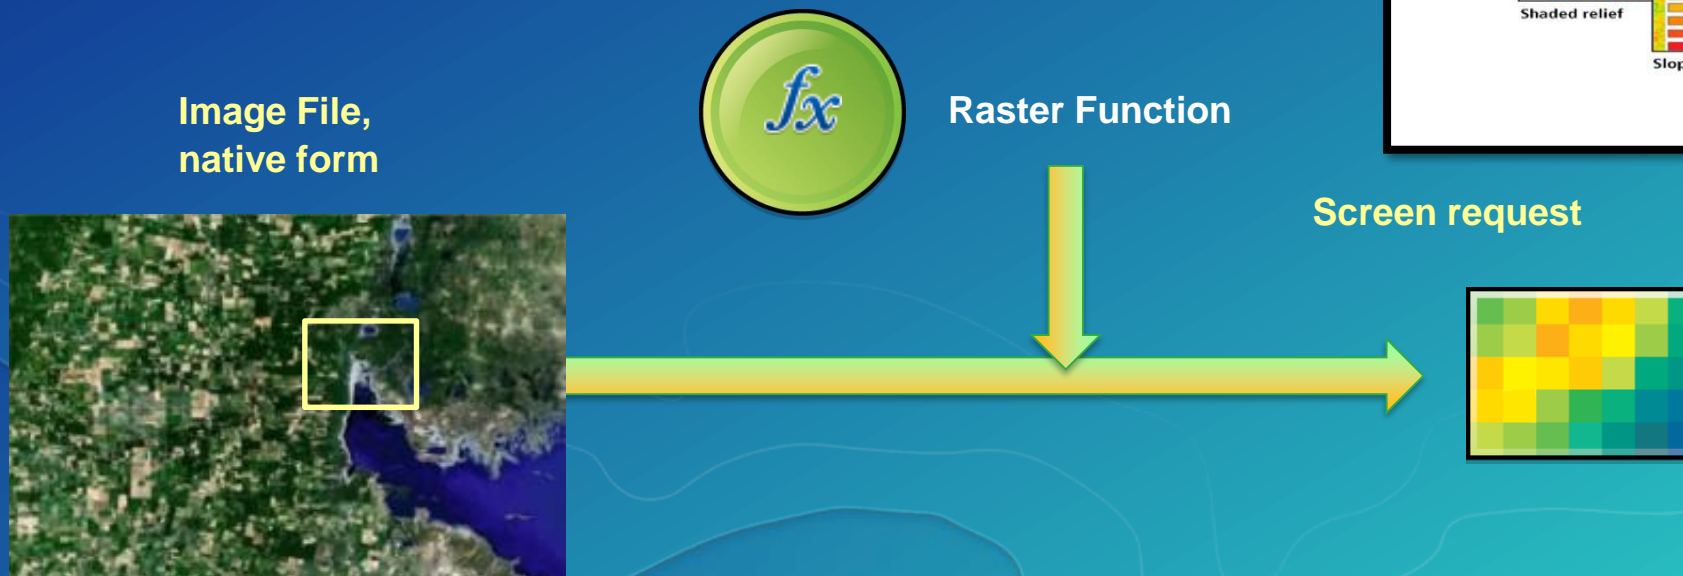 Shaded relief
Image File,
native form
fx
Raster Function
Screen request